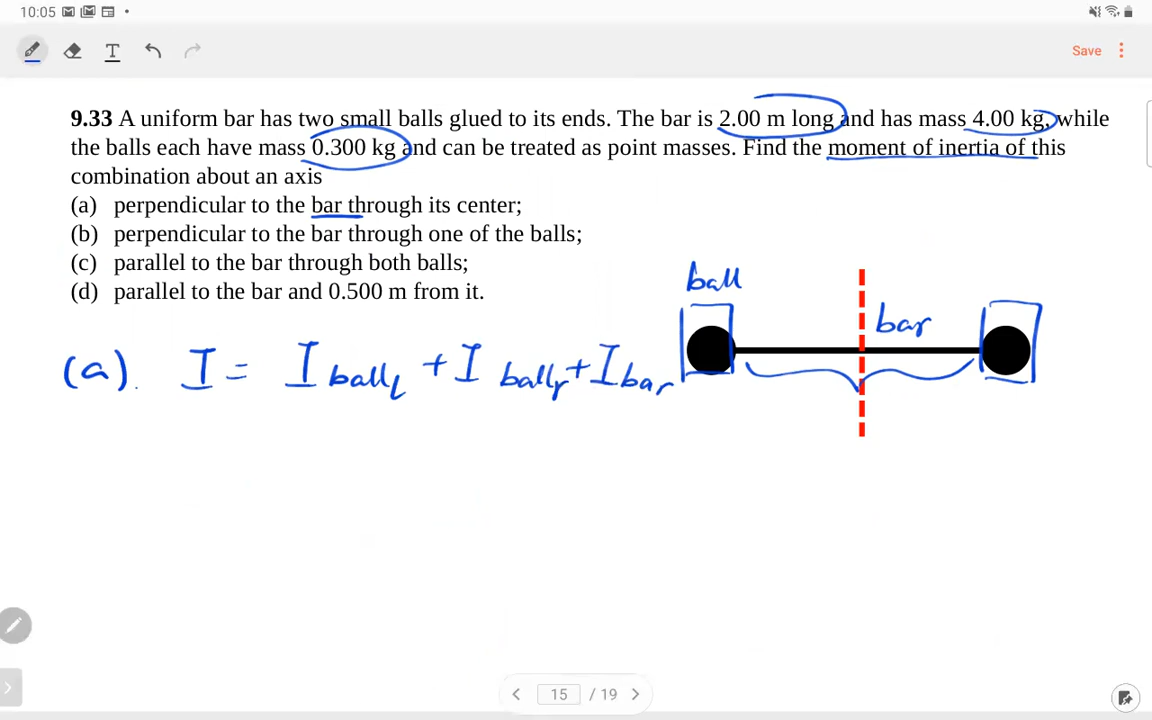 10:05
T
Save
9.33 A uniform bar has two small balls glued to its ends. The bar is 2.00 m long and has mass 4.00 kg, while
the balls each have mass 0.300 kg and can be treated as point masses. Find the moment of inertia of this
combination about an axis
(a) perpendicular to the bar through its center;
(b) perpendicular to the bar through one of the balls;
(c) parallel to the bar through both balls;
(d) parallel to the bar and 0.500 m from it.
ball
bar
(a). I = I ball l + I ball r + I bar
15 / 19